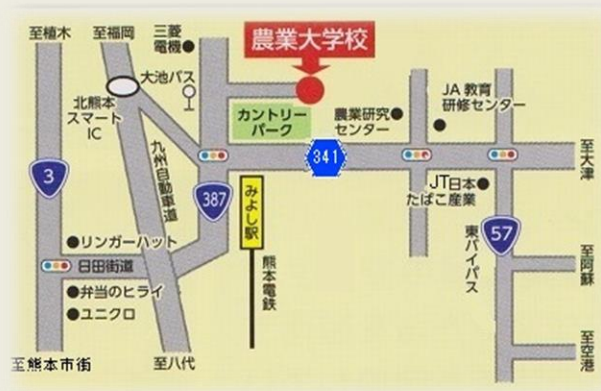 至植木
至福岡
三菱
電機
農業大学校
大池バス
北熊本
スマート
IC
カントリー
パーク
農業研究
センター
JA 教育
研修センター
341
至大津
3
九州自動車道
387
みよし駅
JT日本
たばこ産業
57
東バイパス
リンガーハット
日田街道
熊本電鉄
至阿蘇
弁当のヒライ
ユニクロ
至熊本市街
至八代
至空港